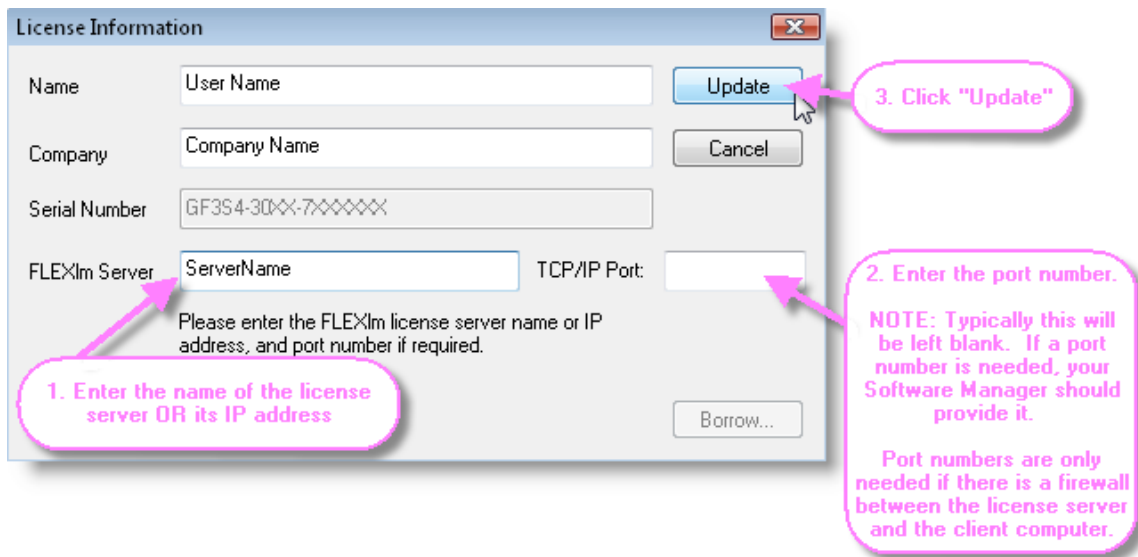 License Information
Name
User Name
Update
3. Click "Update"
Company
Company Name
Cancel
Serial Number
GF3S4-30XX-7XXXXXX
FLEXlm Server
ServerName
TCP/IP Port:
Please enter the FLEXlm license server name or IP
address, and port number if required.
1. Enter the name of the license
server OR its IP address
2. Enter the port number.
NOTE: Typically this will
be left blank. If a port
number is needed, your
Software Manager should
provide it.
Port numbers are only
needed if there is a firewall
between the license server
and the client computer.
Borrow...